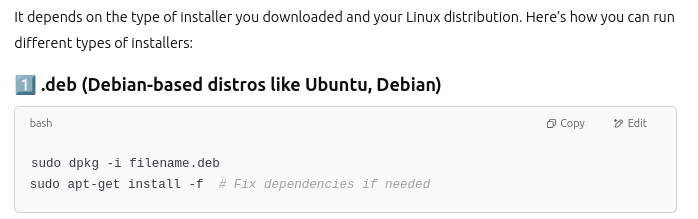 It depends on the type of installer you downloaded and your Linux distribution. Here’s how you can run
different types of installers:
1️⃣ .deb (Debian-based distros like Ubuntu, Debian)
bash
Copy
Edit
sudo dpkg -i filename.deb
sudo apt-get install -f  # Fix dependencies if needed